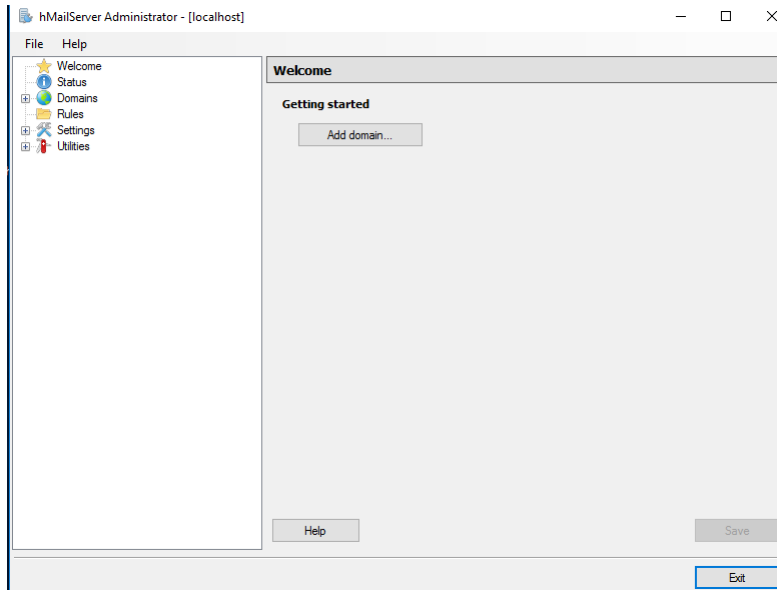 hMailServer Administrator - [localhost]
File Help
Welcome
Status
Domains
Rules
Settings
Utilities
Welcome
Getting started
Add domain...
Help
Save
Exit